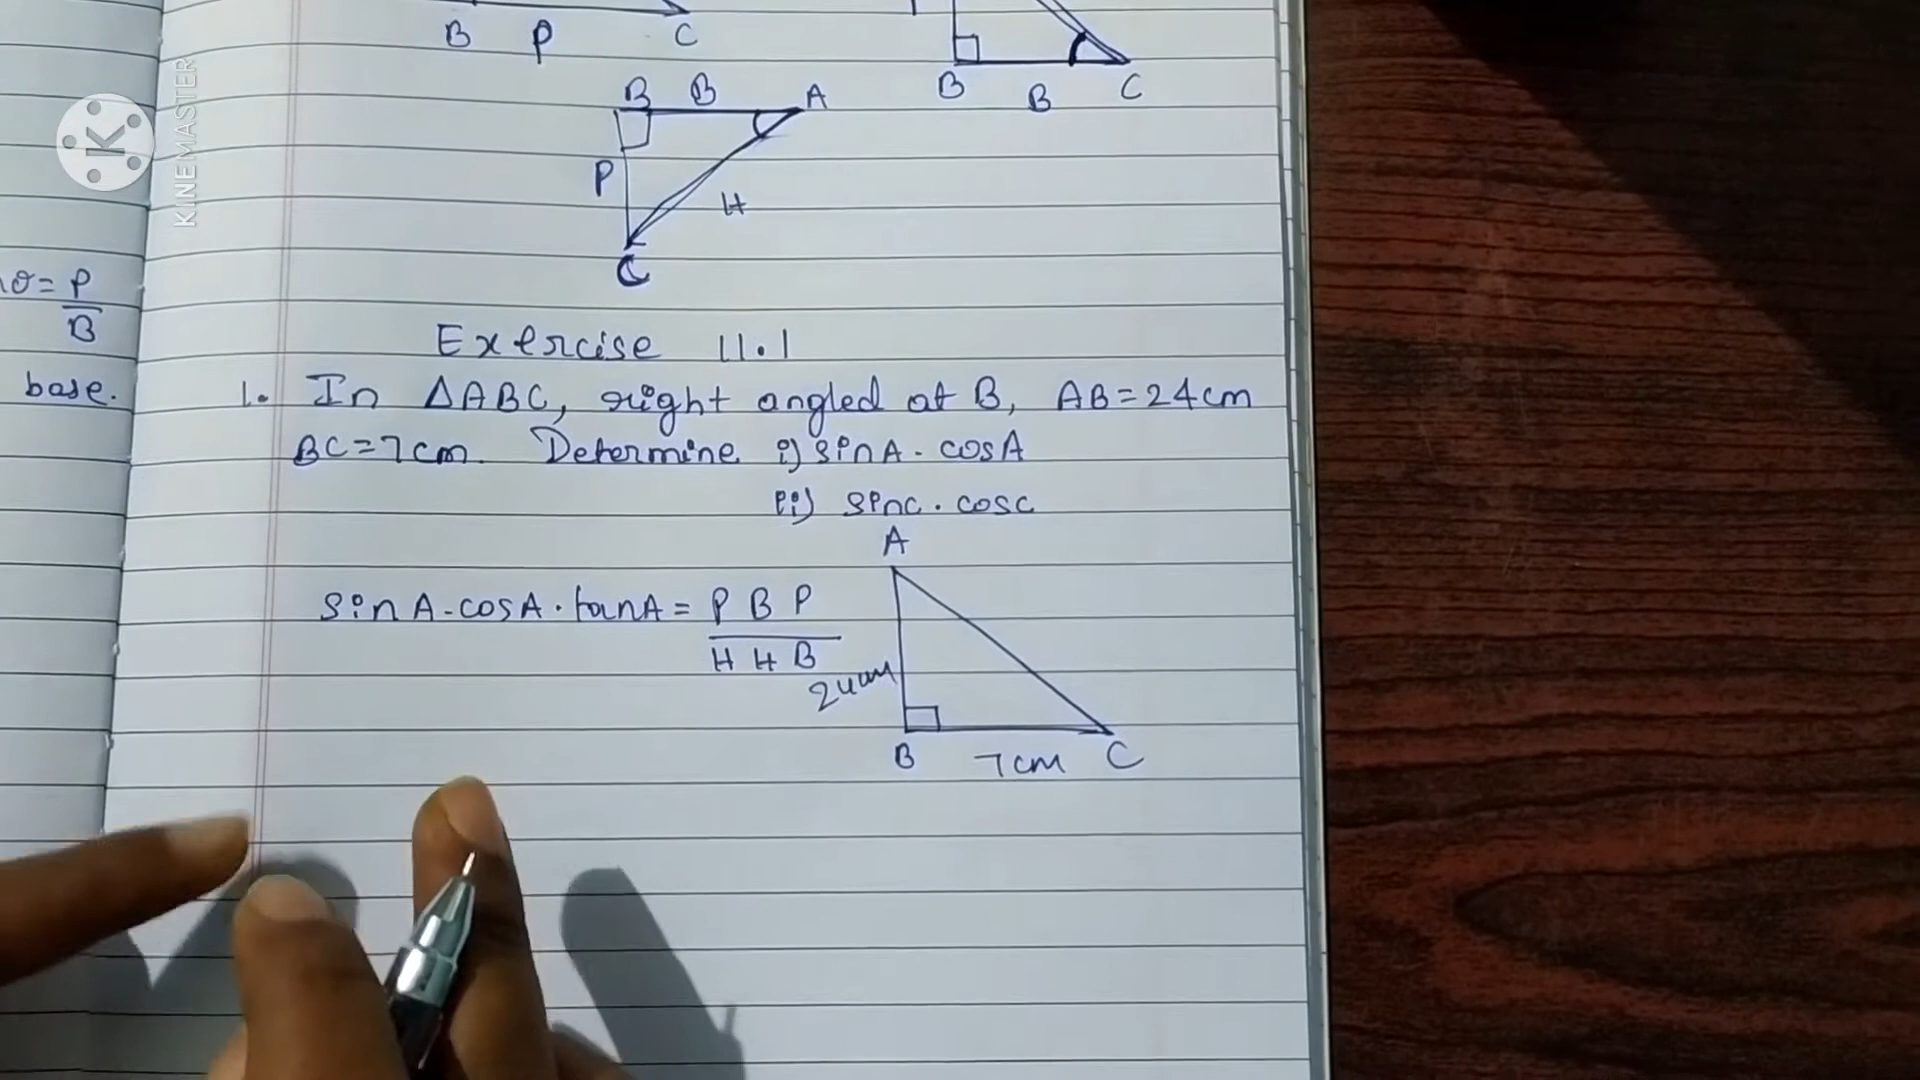 B P C
B B C
B B A
P
H
C
θ= P
B
base.
Exercise 11.1
1. In ΔABC, right angled at B, AB=24cm
BC=7cm. Determine i) sinA. cosA
ii) sinc. cosc
A
sinA-cosA.tanA= P B P
H H B
24cm
B 7cm C
K
KINEMASTER